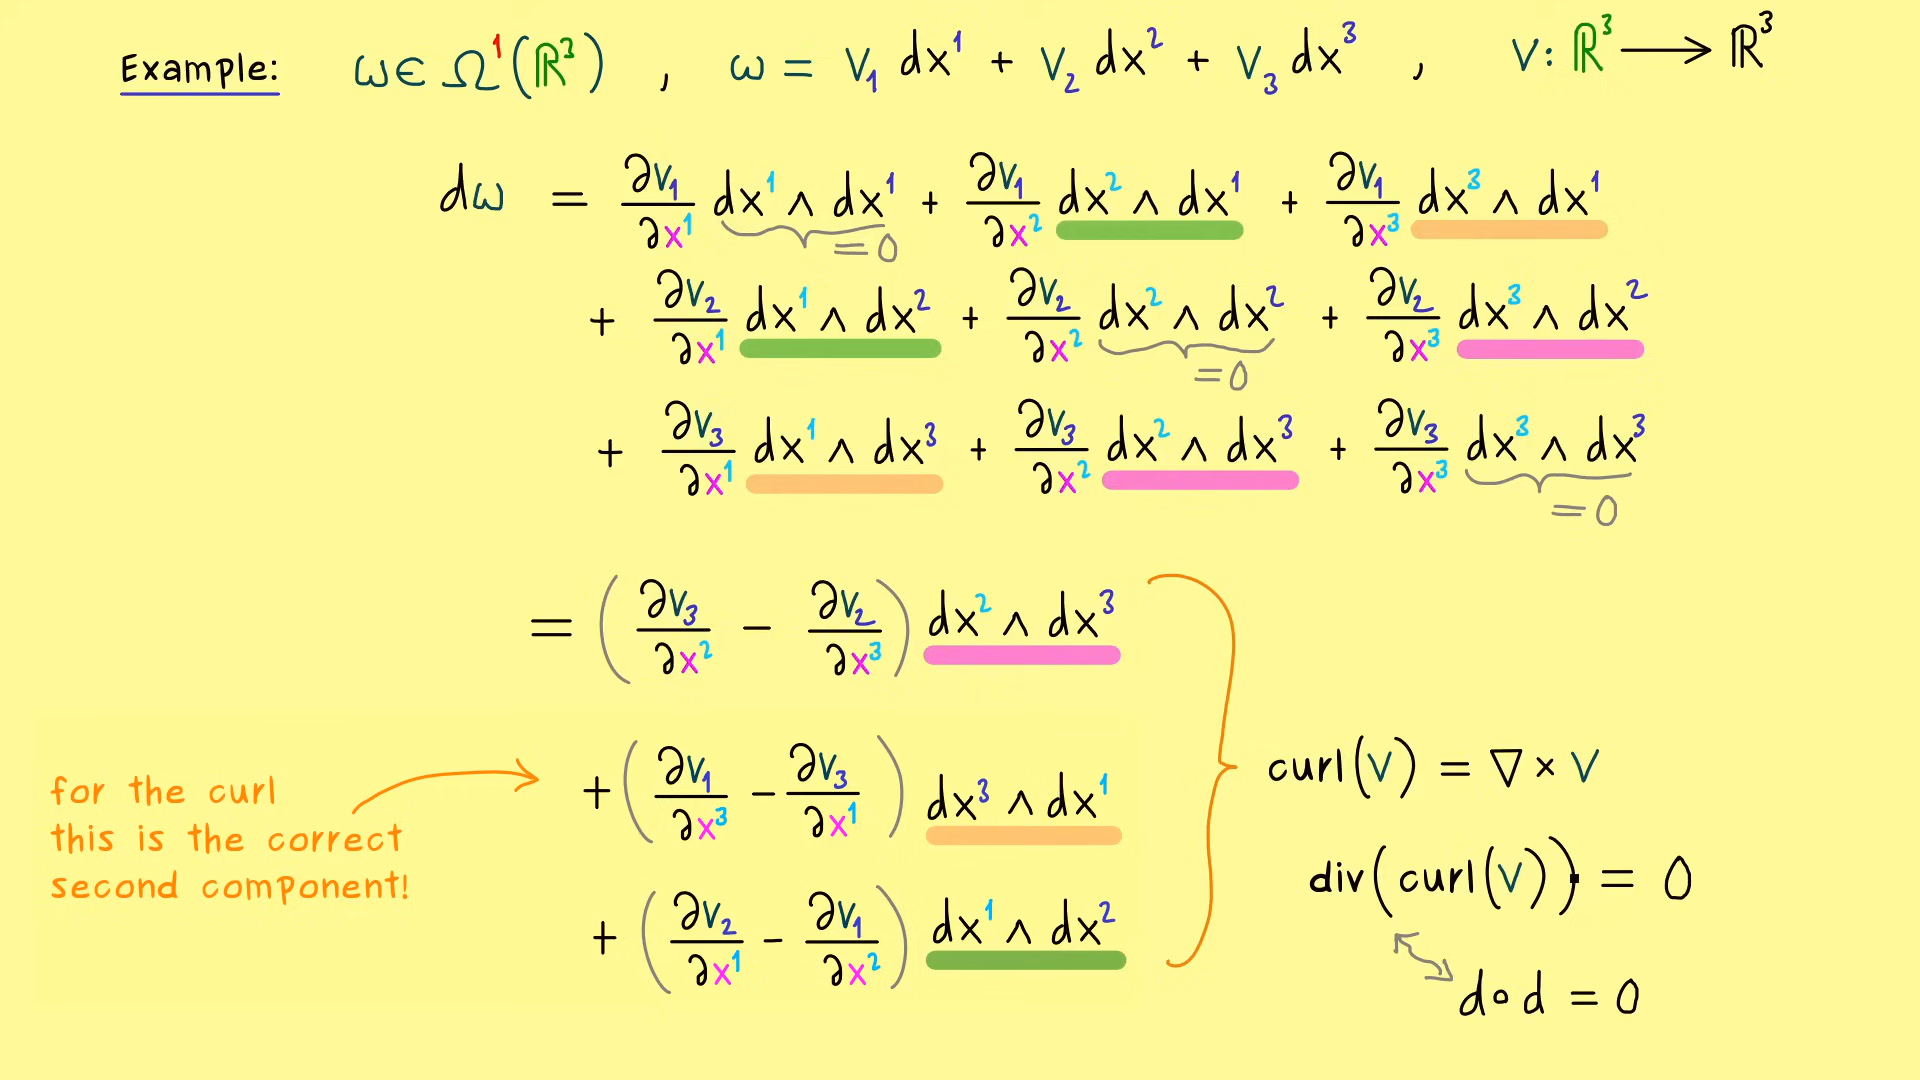 Example: ω ∈ Ω¹(ℝ³) , ω = v₁ dx¹ + v₂ dx² + v₃ dx³ , v: ℝ³ ⟶ ℝ³
dω = ∂v₁/∂x¹ dx¹ ∧ dx¹ + ∂v₁/∂x² dx² ∧ dx¹ + ∂v₁/∂x³ dx³ ∧ dx¹
= 0
+ ∂v₂/∂x¹ dx¹ ∧ dx² + ∂v₂/∂x² dx² ∧ dx² + ∂v₂/∂x³ dx³ ∧ dx²
= 0
+ ∂v₃/∂x¹ dx¹ ∧ dx³ + ∂v₃/∂x² dx² ∧ dx³ + ∂v₃/∂x³ dx³ ∧ dx³
= 0
= (∂v₃/∂x² − ∂v₂/∂x³) dx² ∧ dx³
+ (∂v₁/∂x³ − ∂v₃/∂x¹) dx³ ∧ dx¹
+ (∂v₂/∂x¹ − ∂v₁/∂x²) dx¹ ∧ dx²
for the curl
this is the correct
second component!
curl(v) = ∇ × v
div(curl(v)) = 0
d∘d = 0